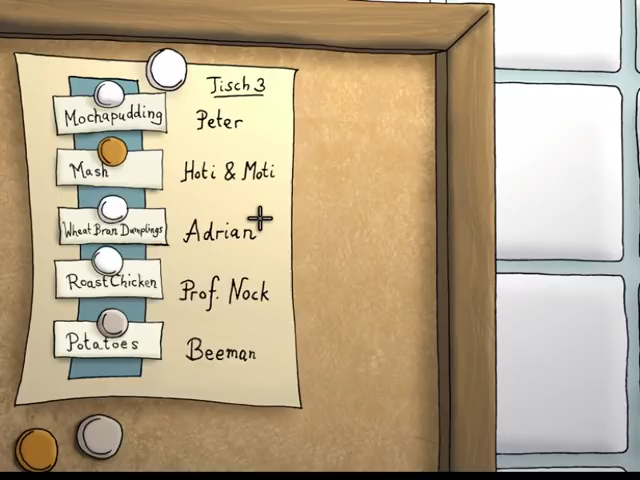 Tisch 3
Mochapudding Peter
Mash Hoti & Moti
Wheat Bran Dumplings Adrian
Roast Chicken Prof. Nock
Potatoes Beeman